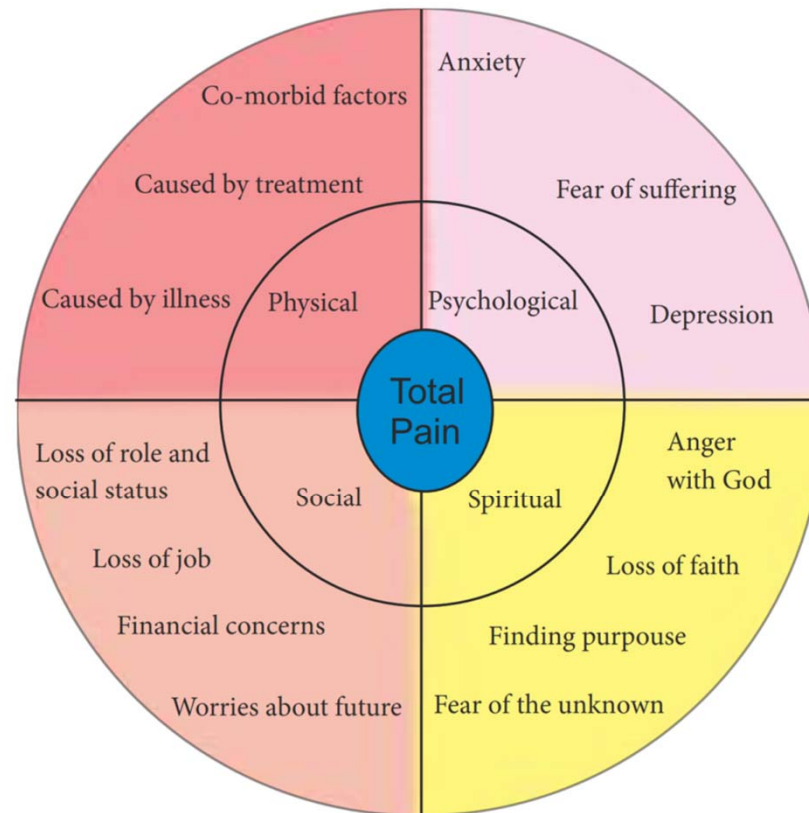 Co-morbid factors
Caused by treatment
Caused by illness
Physical
Anxiety
Fear of suffering
Depression
Psychological
Total
Pain
Loss of role and
social status
Loss of job
Financial concerns
Worries about future
Social
Spiritual
Anger
with God
Loss of faith
Finding purpouse
Fear of the unknown